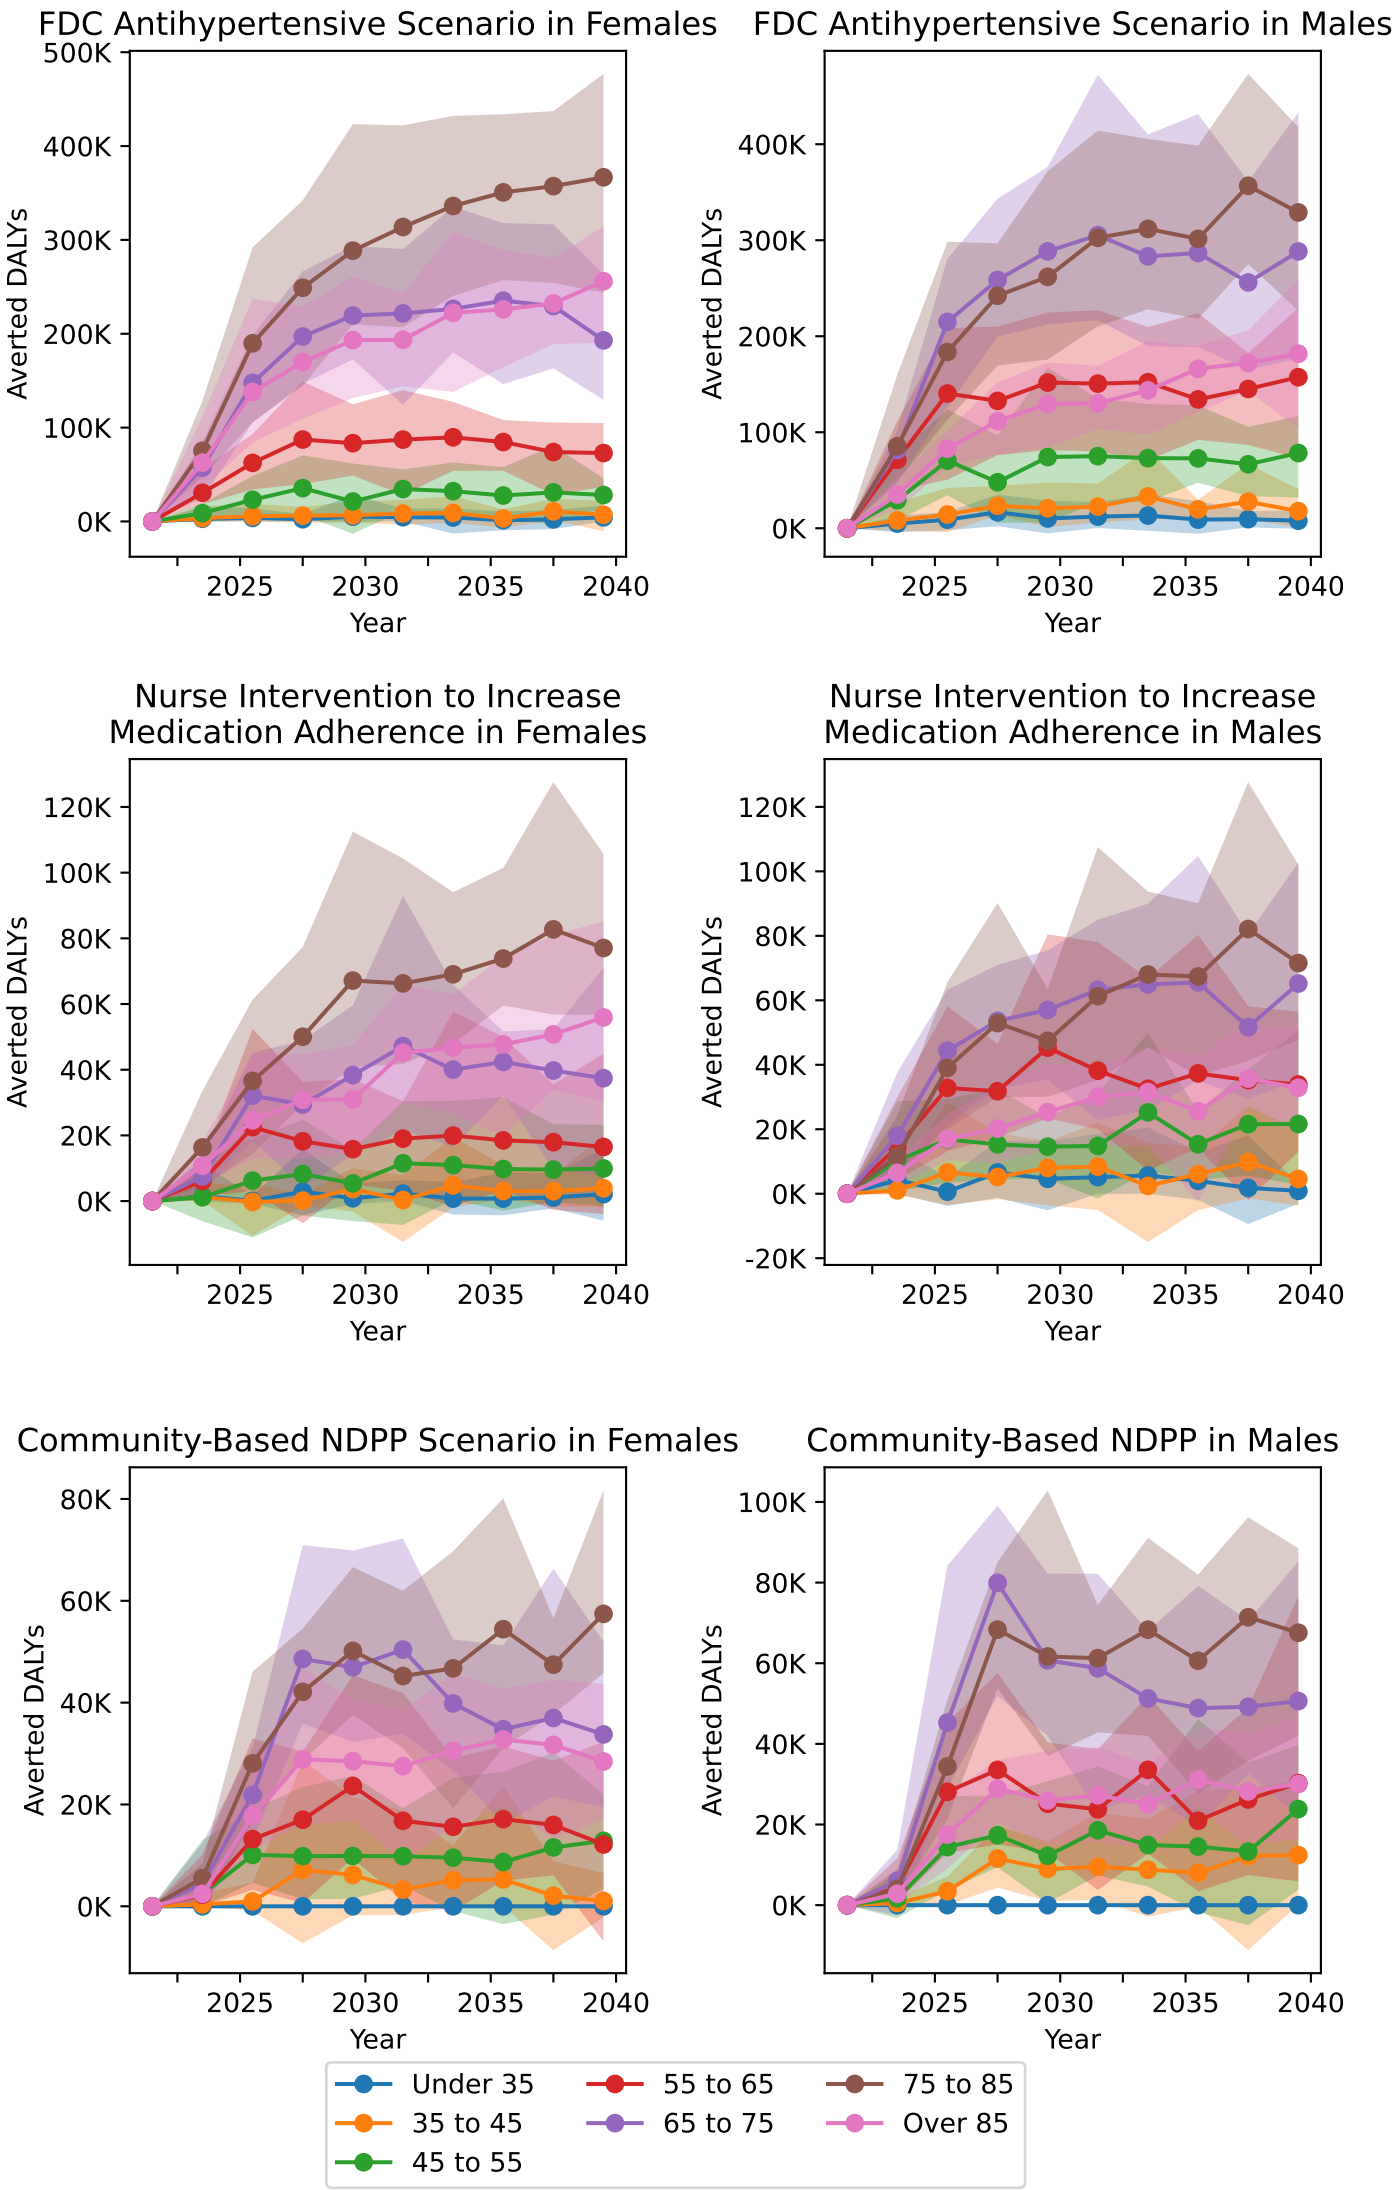 FDC Antihypertensive Scenario in Females
500K
400K
300K
200K
100K
0K
Averted DALYs
2025 2030 2035 2040
Year
FDC Antihypertensive Scenario in Males
400K
300K
200K
100K
0K
Averted DALYs
2025 2030 2035 2040
Year
Nurse Intervention to Increase
Medication Adherence in Females
120K
100K
80K
60K
40K
20K
0K
Averted DALYs
2025 2030 2035 2040
Year
Nurse Intervention to Increase
Medication Adherence in Males
120K
100K
80K
60K
40K
20K
0K
-20K
Averted DALYs
2025 2030 2035 2040
Year
Community-Based NDPP Scenario in Females
80K
60K
40K
20K
0K
Averted DALYs
2025 2030 2035 2040
Year
Community-Based NDPP in Males
100K
80K
60K
40K
20K
0K
Averted DALYs
2025 2030 2035 2040
Year
Under 35
35 to 45
45 to 55
55 to 65
65 to 75
75 to 85
Over 85